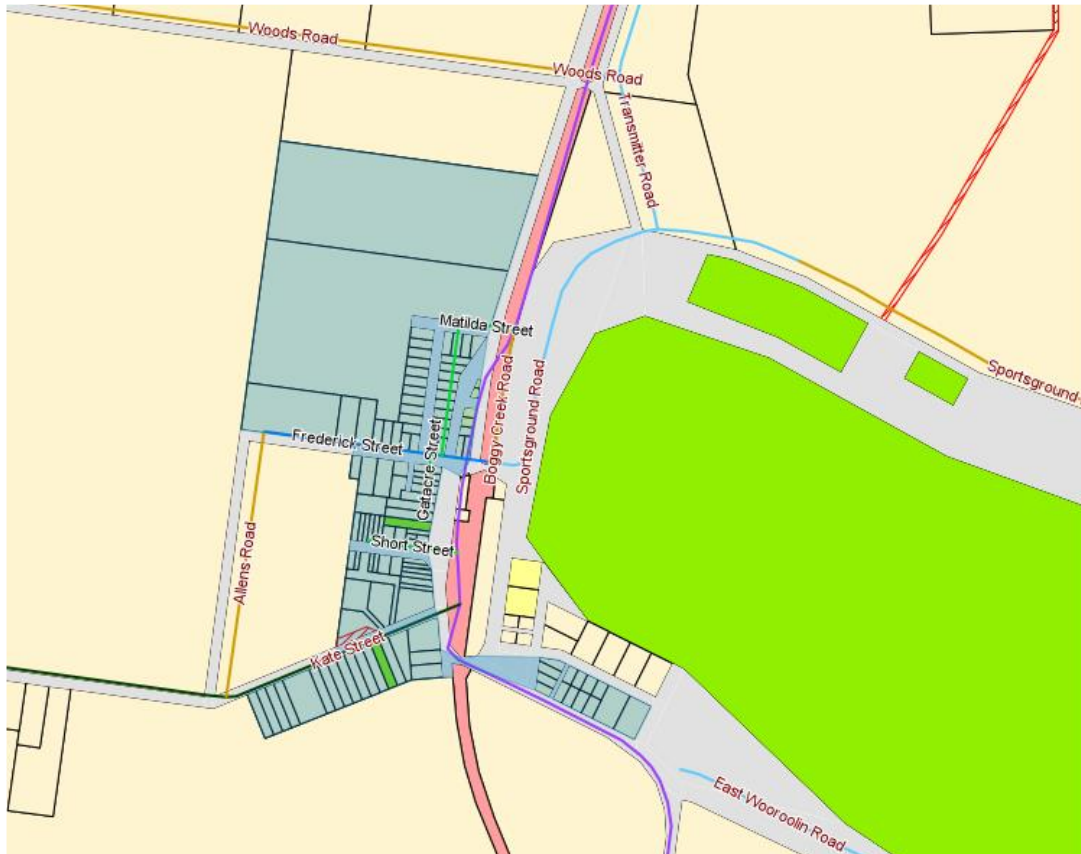 Woods Road
Woods Road
Transmitter Road
Matilda Street
Sportsground
Boggy Creek Road
Sportsground Road
Frederick Street
Gatacre Street
Short Street
Allens Road
Kate Street
East Wooroolin Road